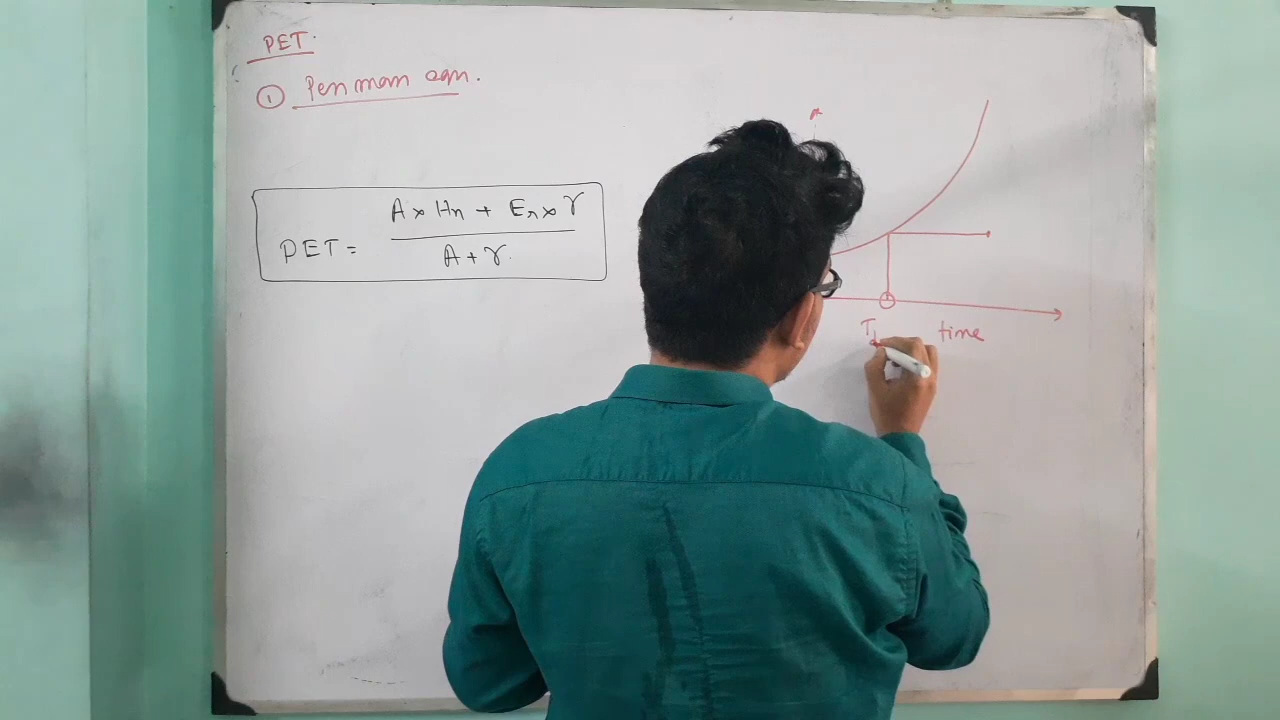 PET.
① Penman eqn.
PET = (A × Hn + En × γ) / (A + γ)
T
time